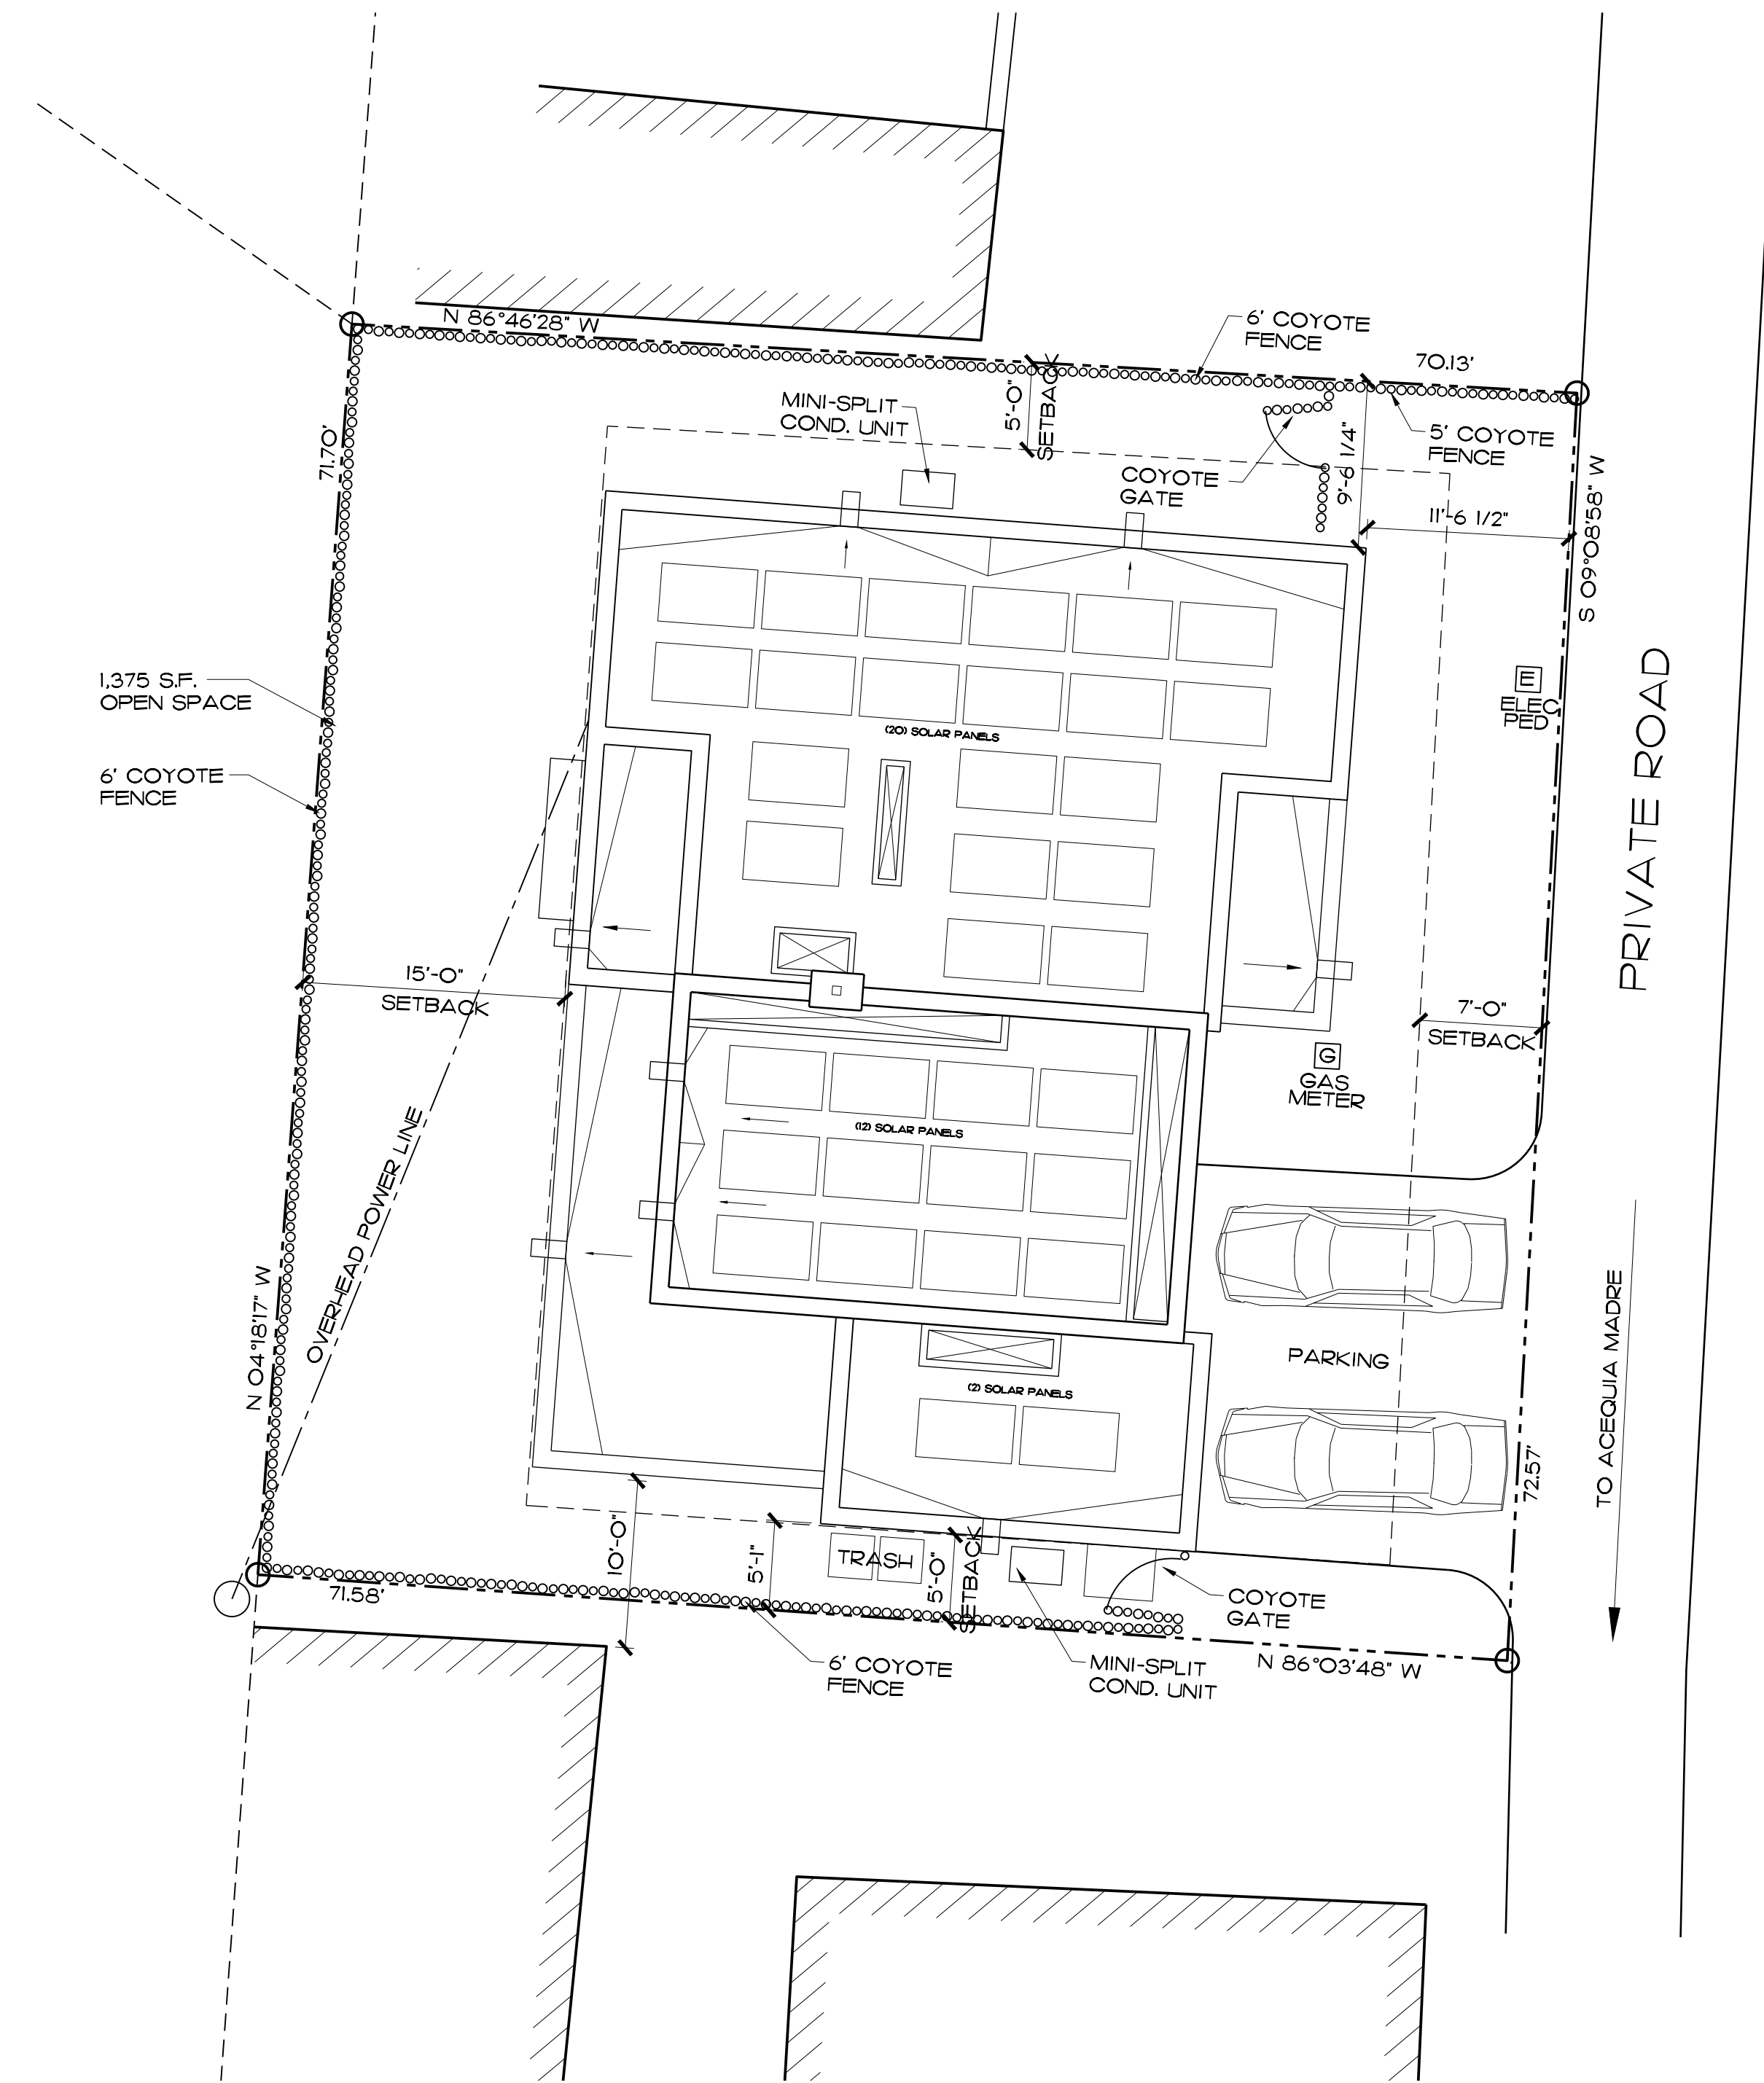 N 86°46'28" W
6' COYOTE
FENCE
70.13'
71.70'
MINI-SPLIT
COND. UNIT
5'-0"
SETBACK
COYOTE
GATE
9'-6 1/4"
5' COYOTE
FENCE
11'-6 1/2"
S 09°08'58" W
1,375 S.F.
OPEN SPACE
6' COYOTE
FENCE
(20) SOLAR PANELS
E
ELEC
PED
PRIVATE ROAD
15'-0"
SETBACK
7'-0"
SETBACK
G
GAS
METER
(12) SOLAR PANELS
OVERHEAD POWER LINE
N 04°18'17" W
PARKING
TO ACEQUIA MADRE
(2) SOLAR PANELS
72.57'
10'-0"
5'-1"
TRASH
5'-0"
SETBACK
71.58'
COYOTE
GATE
6' COYOTE
FENCE
MINI-SPLIT
COND. UNIT
N 86°03'48" W